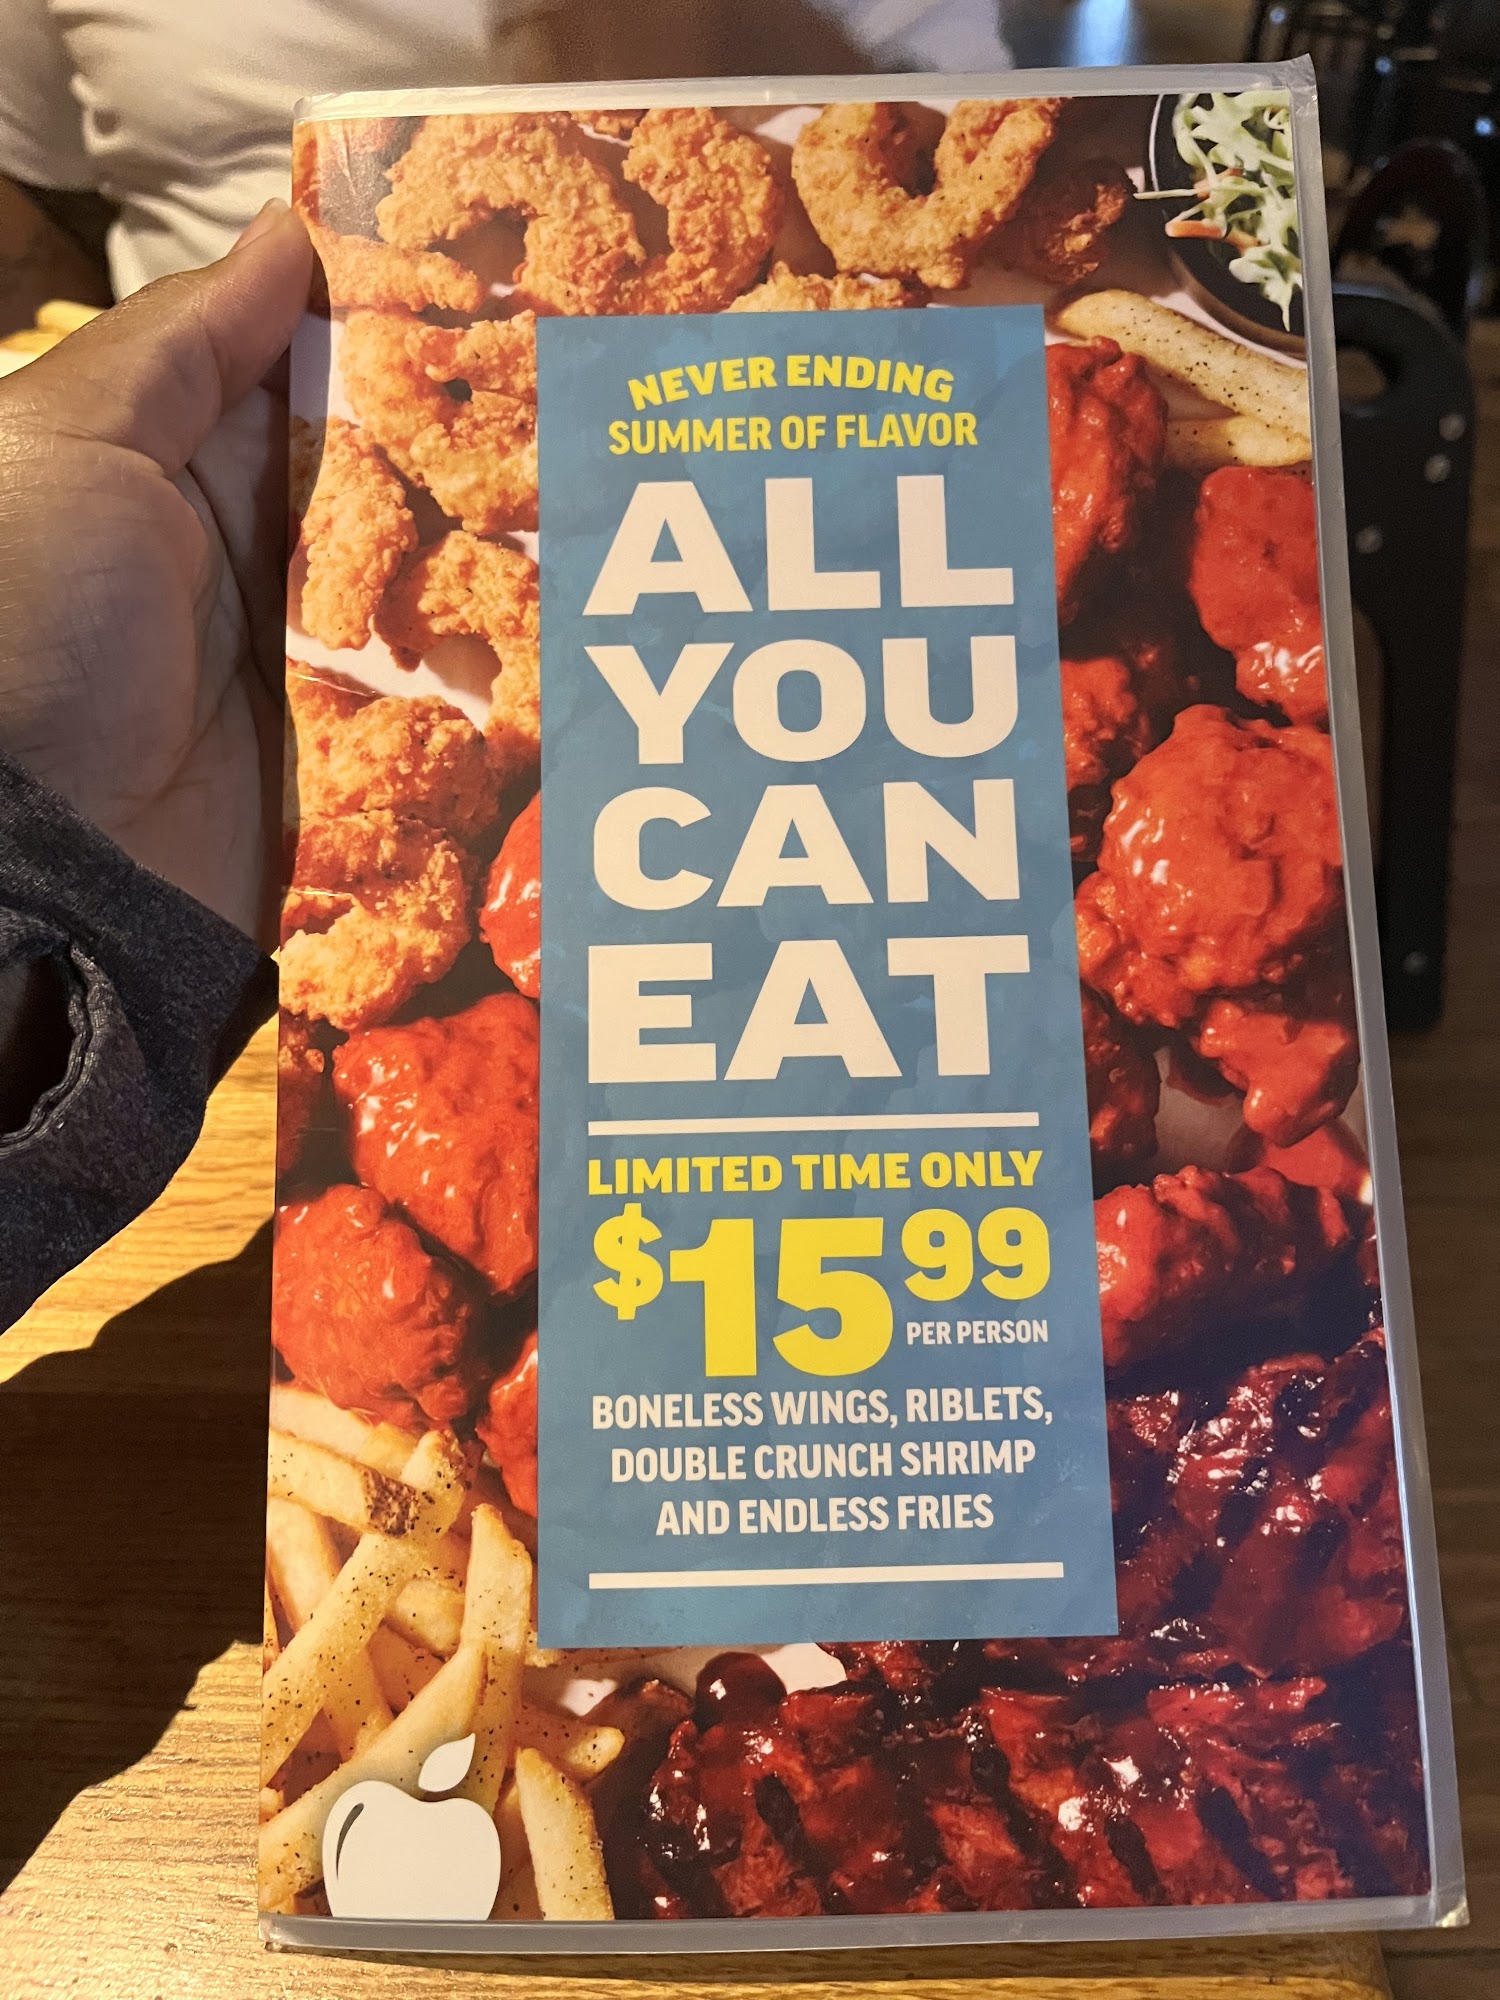 NEVER ENDING
SUMMER OF FLAVOR
ALL
YOU
CAN
EAT
LIMITED TIME ONLY
$15.99
PER PERSON
BONELESS WINGS, RIBLETS,
DOUBLE CRUNCH SHRIMP
AND ENDLESS FRIES